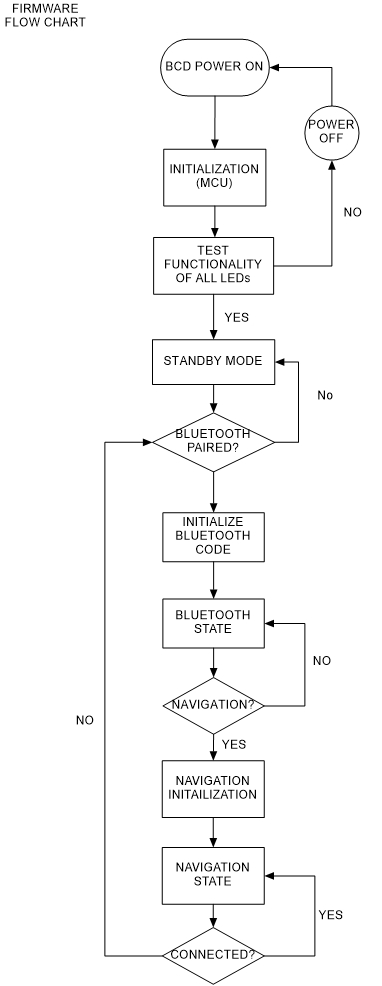 FIRMWARE
FLOW CHART
BCD POWER ON
POWER
OFF
INITIALIZATION
(MCU)
NO
TEST
FUNCTIONALITY
OF ALL LEDs
YES
STANDBY MODE
No
BLUETOOTH
PAIRED?
INITIALIZE
BLUETOOTH
CODE
BLUETOOTH
STATE
NO
NAVIGATION?
NO
YES
NAVIGATION
INITAILIZATION
NAVIGATION
STATE
YES
CONNECTED?